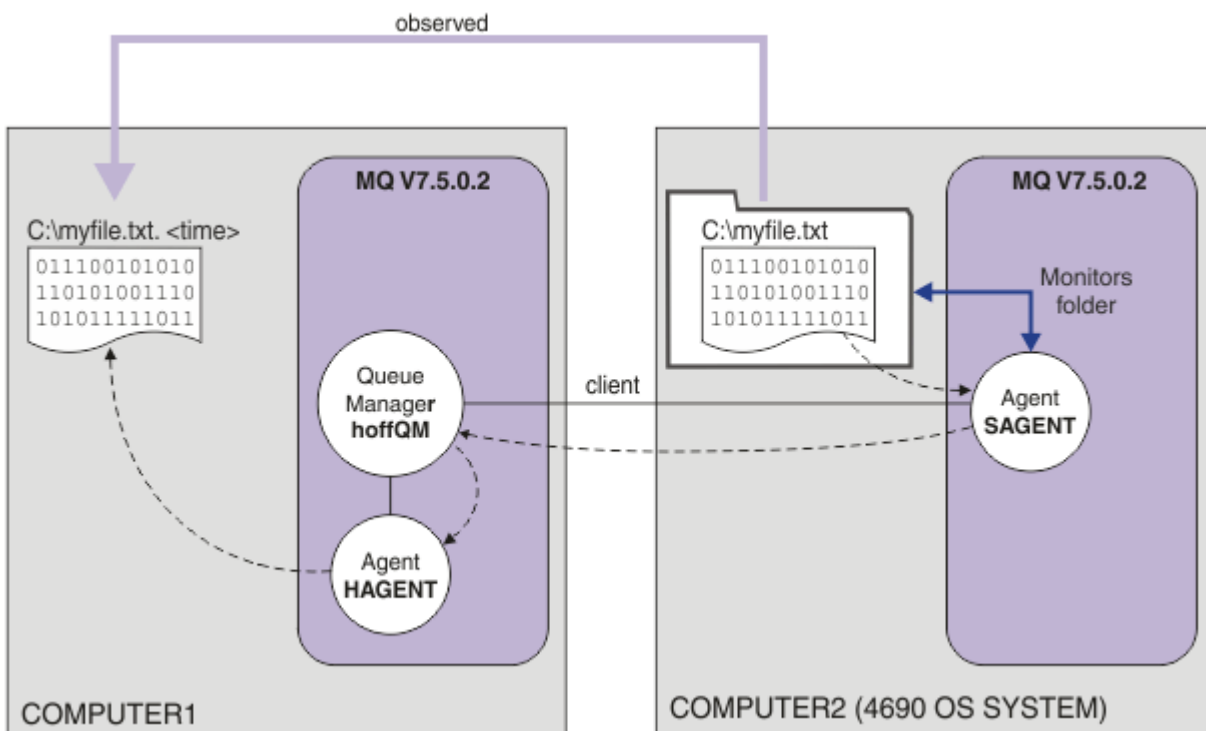 observed
MQ V7.5.0.2
C:\myfile.txt. <time>
011100101010
110101001110
101011111011
Queue
Manager
hoffQM
Agent
HAGENT
COMPUTER1
client
MQ V7.5.0.2
C:\myfile.txt
011100101010
110101001110
101011111011
Monitors
folder
Agent
SAGENT
COMPUTER2 (4690 OS SYSTEM)